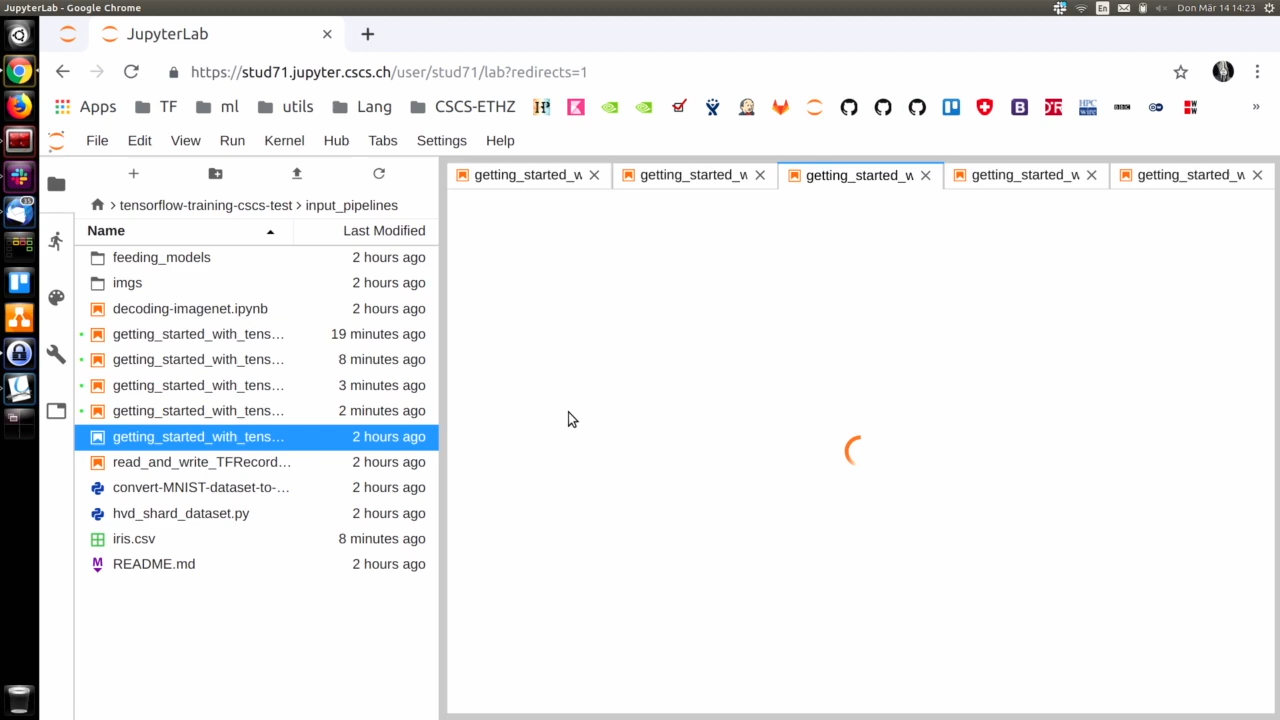 JupyterLab - Google Chrome
En
Don Mär 14 14:23
JupyterLab
https://stud71.jupyter.cscs.ch/user/stud71/lab?redirects=1
Apps TF ml utils Lang CSCS-ETHZ
File Edit View Run Kernel Hub Tabs Settings Help
getting_started_w getting_started_w getting_started_w getting_started_w getting_started_w
tensorflow-training-cscs-test > input_pipelines
Name Last Modified
feeding_models 2 hours ago
imgs 2 hours ago
decoding-imagenet.ipynb 2 hours ago
getting_started_with_tens… 19 minutes ago
getting_started_with_tens… 8 minutes ago
getting_started_with_tens… 3 minutes ago
getting_started_with_tens… 2 minutes ago
getting_started_with_tens… 2 hours ago
read_and_write_TFRecord… 2 hours ago
convert-MNIST-dataset-to-… 2 hours ago
hvd_shard_dataset.py 2 hours ago
iris.csv 8 minutes ago
README.md 2 hours ago